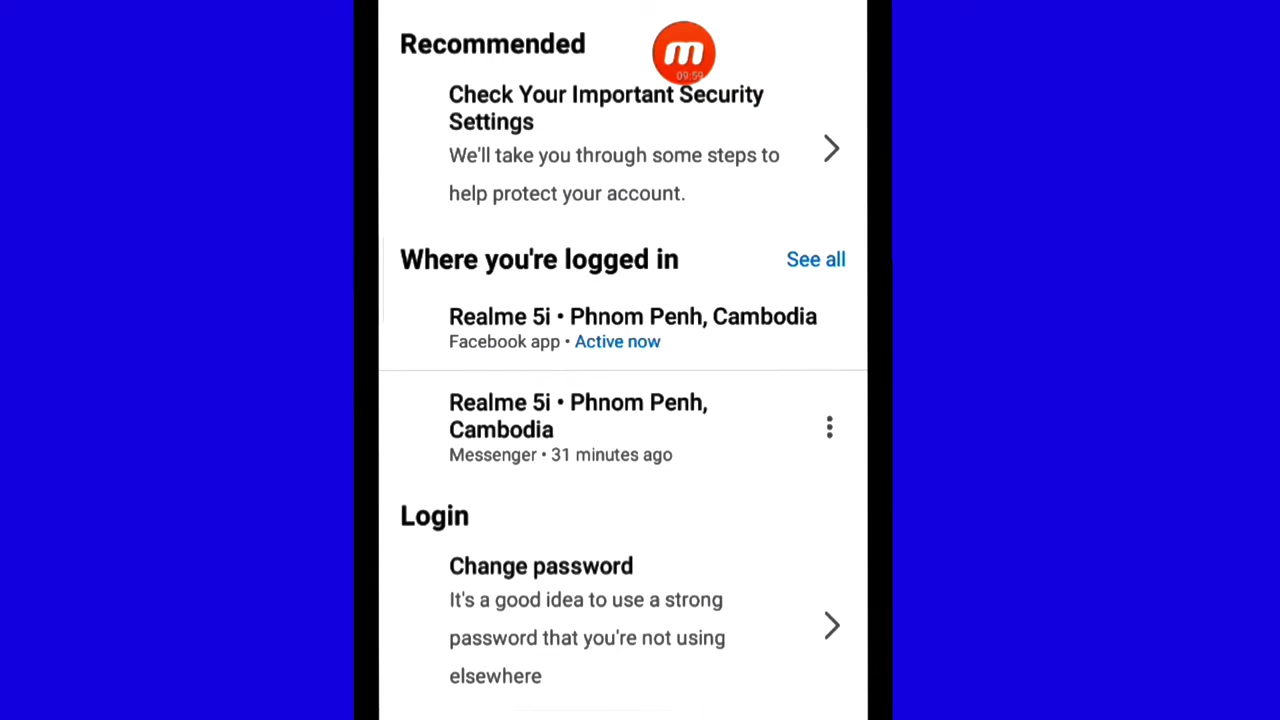 Recommended
m
09:59
Check Your Important Security
Settings
We'll take you through some steps to
help protect your account.
Where you're logged in
See all
Realme 5i • Phnom Penh, Cambodia
Facebook app • Active now
Realme 5i • Phnom Penh,
Cambodia
Messenger • 31 minutes ago
Login
Change password
It's a good idea to use a strong
password that you're not using
elsewhere